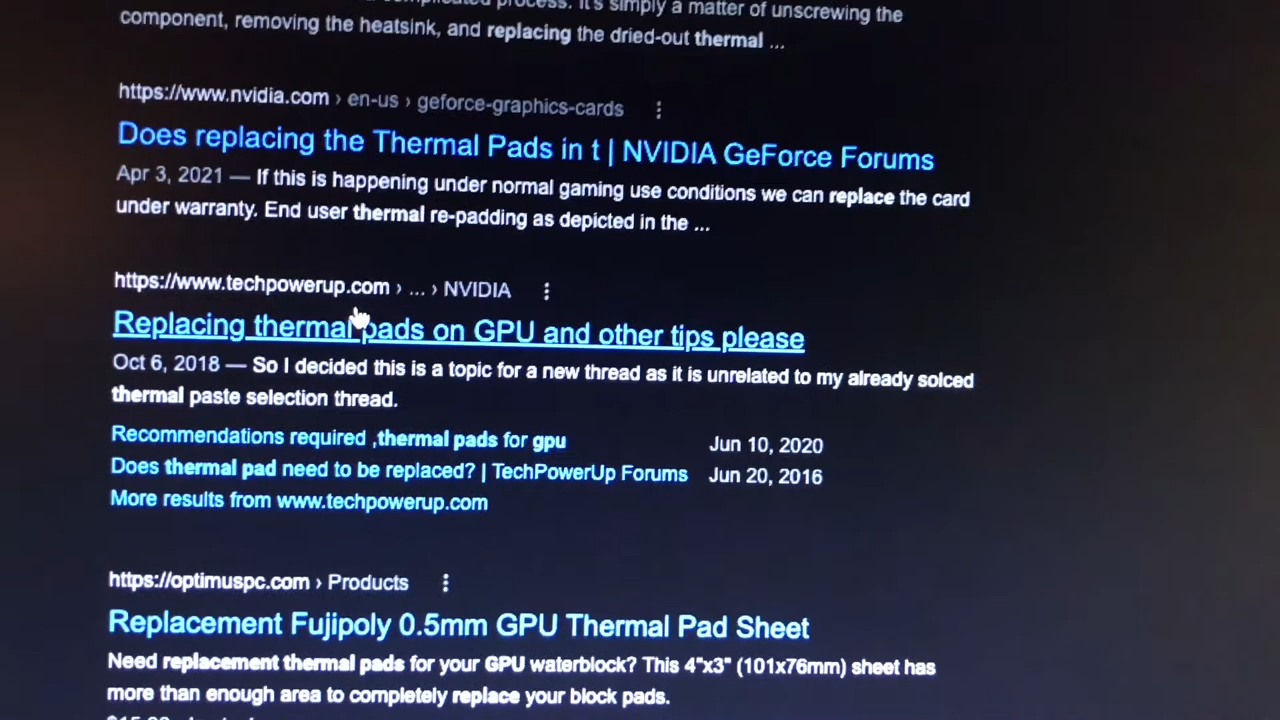 process. It's simply a matter of unscrewing the
component, removing the heatsink, and replacing the dried-out thermal ...
https://www.nvidia.com › en-us › geforce-graphics-cards
Does replacing the Thermal Pads in t | NVIDIA GeForce Forums
Apr 3, 2021 — If this is happening under normal gaming use conditions we can replace the card
under warranty. End user thermal re-padding as depicted in the ...
https://www.techpowerup.com › ... › NVIDIA
Replacing thermal pads on GPU and other tips please
Oct 6, 2018 — So I decided this is a topic for a new thread as it is unrelated to my already solced
thermal paste selection thread.
Recommendations required ,thermal pads for gpu Jun 10, 2020
Does thermal pad need to be replaced? | TechPowerUp Forums Jun 20, 2016
More results from www.techpowerup.com
https://optimuspc.com › Products
Replacement Fujipoly 0.5mm GPU Thermal Pad Sheet
Need replacement thermal pads for your GPU waterblock? This 4"x3" (101x76mm) sheet has
more than enough area to completely replace your block pads.